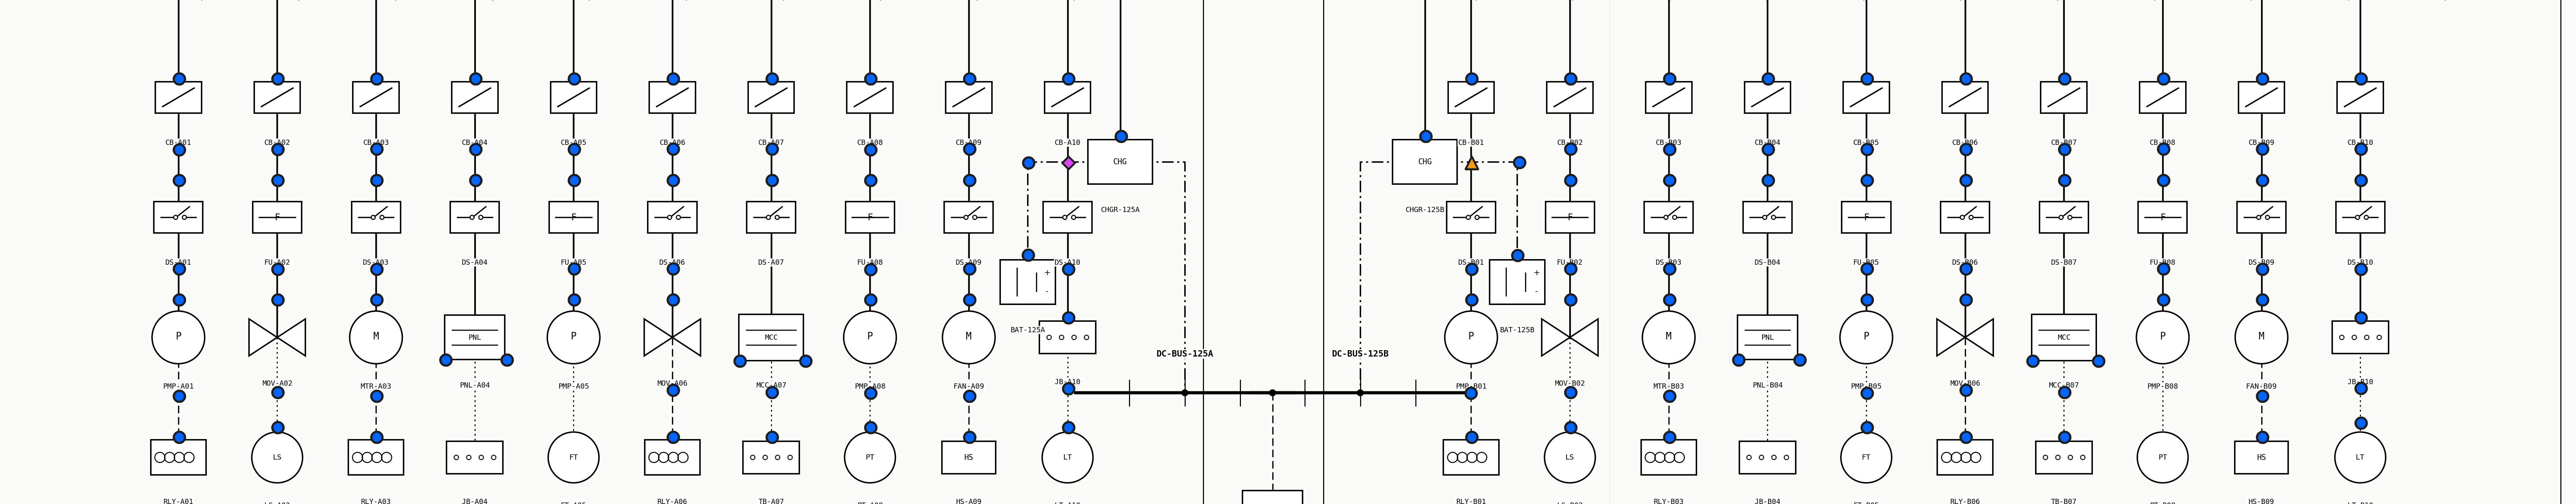 CB-A01 CB-A02 CB-A03 CB-A04 CB-A05 CB-A06 CB-A07 CB-A08 CB-A09 CB-A10 CB-B01 CB-B02 CB-B03 CB-B04 CB-B05 CB-B06 CB-B07 CB-B08 CB-B09 CB-B10
CHG CHG
CHGR-125A CHGR-125B
F F F F F F
DS-A01 FU-A02 DS-A03 DS-A04 FU-A05 DS-A06 DS-A07 FU-A08 DS-A09 DS-A10 DS-B01 FU-B02 DS-B03 DS-B04 FU-B05 DS-B06 DS-B07 FU-B08 DS-B09 DS-B10
+ +
- -
BAT-125A BAT-125B
P M PNL P MCC P M P M PNL P MCC P M
DC-BUS-125A DC-BUS-125B
PMP-A01 MOV-A02 MTR-A03 PNL-A04 PMP-A05 MOV-A06 MCC-A07 PMP-A08 FAN-A09 JB-A10 PMP-B01 MOV-B02 MTR-B03 PNL-B04 PMP-B05 MOV-B06 MCC-B07 PMP-B08 FAN-B09 JB-B10
LS FT PT HS LT LS FT PT HS LT
RLY-A01 RLY-A03 JB-A04 RLY-A06 TB-A07 HS-A09 RLY-B01 RLY-B03 JB-B04 RLY-B06 TB-B07 HS-B09